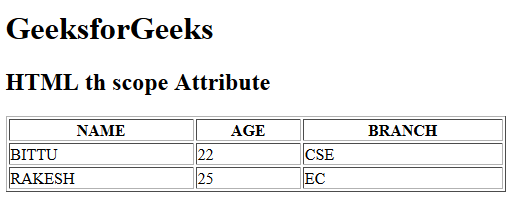 GeeksforGeeks
HTML th scope Attribute
NAME AGE BRANCH
BITTU 22 CSE
RAKESH 25 EC